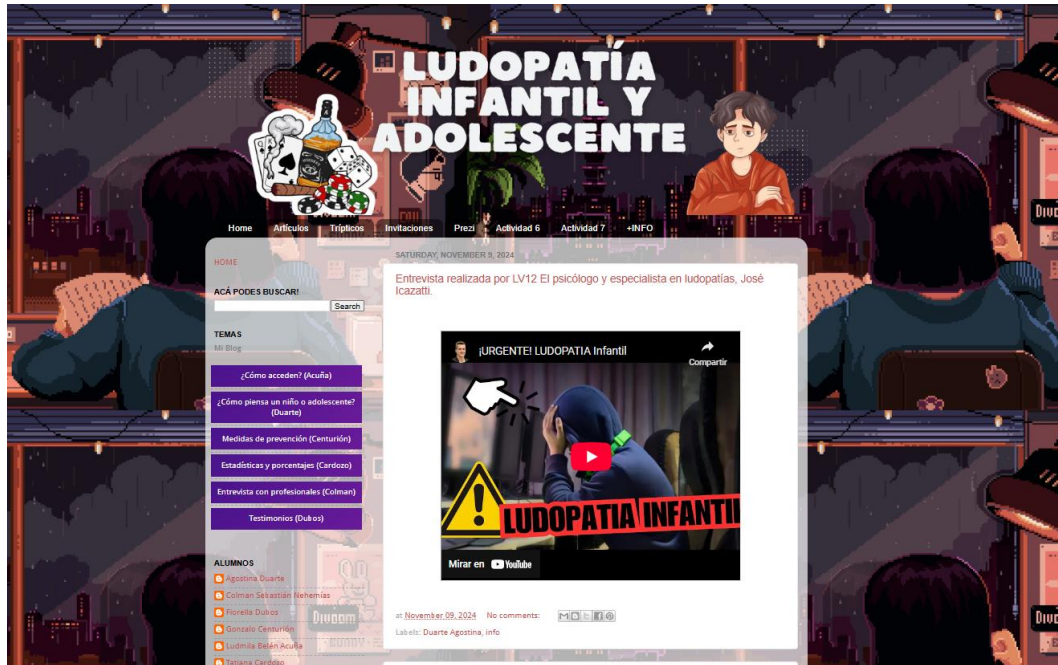 LUDOPATÍA
INFANTIL Y
ADOLESCENTE
Home Artículos Trípticos Invitaciones Prezi Actividad 6 Actividad 7 +INFO
HOME
ACÁ PODES BUSCAR!
Search
TEMAS
Mi Blog
¿Cómo acceden? (Acuña)
¿Cómo piensa un niño o adolescente?
(Duarte)
Medidas de prevención (Centurión)
Estadísticas y porcentajes (Cardozo)
Entrevista con profesionales (Colman)
Testimonios (Dubos)
ALUMNOS
Agostina Duarte
Colman Sebastián Nehemías
Fiorella Dubos
Gonzalo Centurión
Ludmila Belén Acuña
Tatiana Cardozo
SATURDAY, NOVEMBER 9, 2024
Entrevista realizada por LV12 El psicólogo y especialista en ludopatías, José
Icazatti.
¡URGENTE! LUDOPATIA Infantil
Compartir
LUDOPATIA INFANTI
Mirar en YouTube
at November 09, 2024 No comments:
Labels: Duarte Agostina, info
Divoom
Divoom